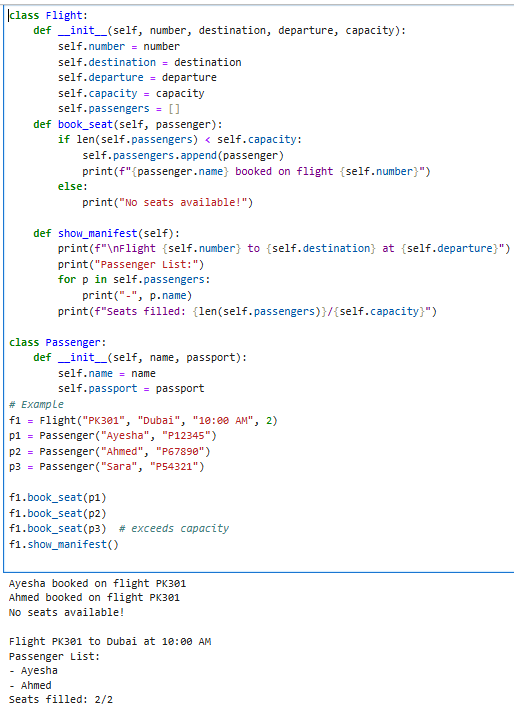 class Flight:
    def __init__(self, number, destination, departure, capacity):
        self.number = number
        self.destination = destination
        self.departure = departure
        self.capacity = capacity
        self.passengers = []
    def book_seat(self, passenger):
        if len(self.passengers) < self.capacity:
            self.passengers.append(passenger)
            print(f"{passenger.name} booked on flight {self.number}")
        else:
            print("No seats available!")

    def show_manifest(self):
        print(f"\nFlight {self.number} to {self.destination} at {self.departure}")
        print("Passenger List:")
        for p in self.passengers:
            print("-", p.name)
        print(f"Seats filled: {len(self.passengers)}/{self.capacity}")

class Passenger:
    def __init__(self, name, passport):
        self.name = name
        self.passport = passport
# Example
f1 = Flight("PK301", "Dubai", "10:00 AM", 2)
p1 = Passenger("Ayesha", "P12345")
p2 = Passenger("Ahmed", "P67890")
p3 = Passenger("Sara", "P54321")

f1.book_seat(p1)
f1.book_seat(p2)
f1.book_seat(p3)  # exceeds capacity
f1.show_manifest()

Ayesha booked on flight PK301
Ahmed booked on flight PK301
No seats available!

Flight PK301 to Dubai at 10:00 AM
Passenger List:
- Ayesha
- Ahmed
Seats filled: 2/2